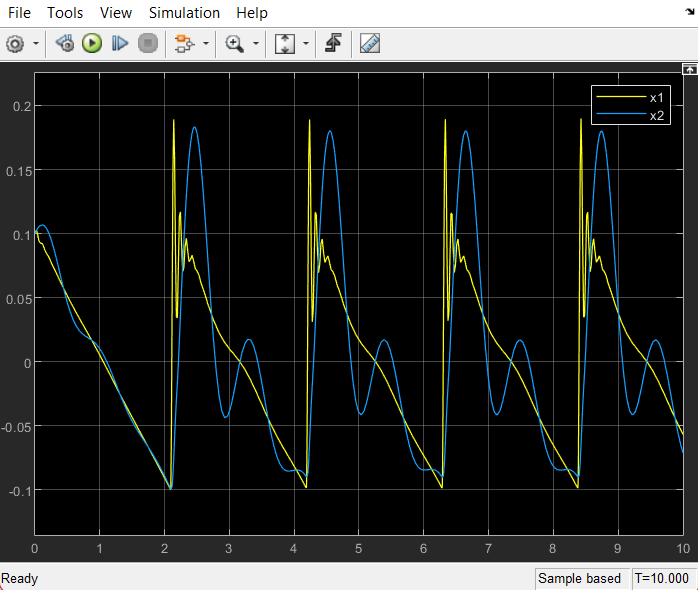 File Tools View Simulation Help
x1
x2
0.2
0.15
0.1
0.05
0
-0.05
-0.1
0 1 2 3 4 5 6 7 8 9 10
Ready Sample based T=10.000